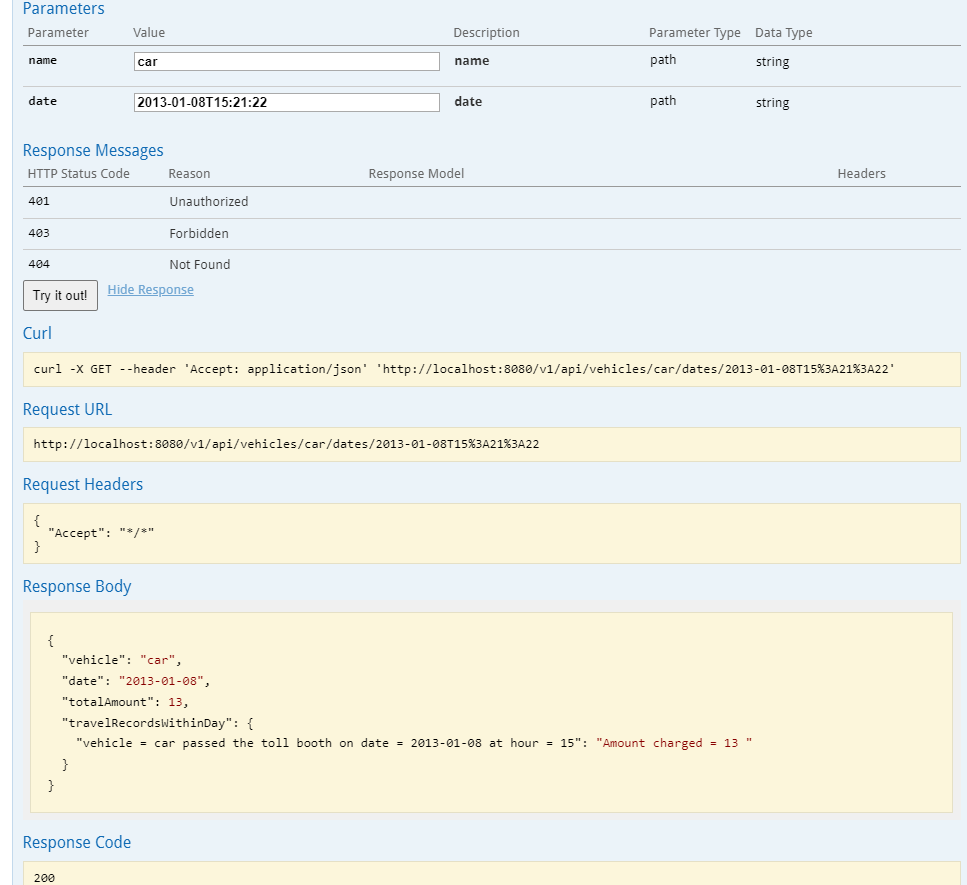 Parameters
Parameter Value Description Parameter Type Data Type
name car name path string
date 2013-01-08T15:21:22 date path string
Response Messages
HTTP Status Code Reason Response Model Headers
401 Unauthorized
403 Forbidden
404 Not Found
Try it out! Hide Response
Curl
curl -X GET --header 'Accept: application/json' 'http://localhost:8080/v1/api/vehicles/car/dates/2013-01-08T15%3A21%3A22'
Request URL
http://localhost:8080/v1/api/vehicles/car/dates/2013-01-08T15%3A21%3A22
Request Headers
{
"Accept": "*/*"
}
Response Body
{
"vehicle": "car",
"date": "2013-01-08",
"totalAmount": 13,
"travelRecordsWithinDay": {
"vehicle = car passed the toll booth on date = 2013-01-08 at hour = 15": "Amount charged = 13 "
}
}
Response Code
200